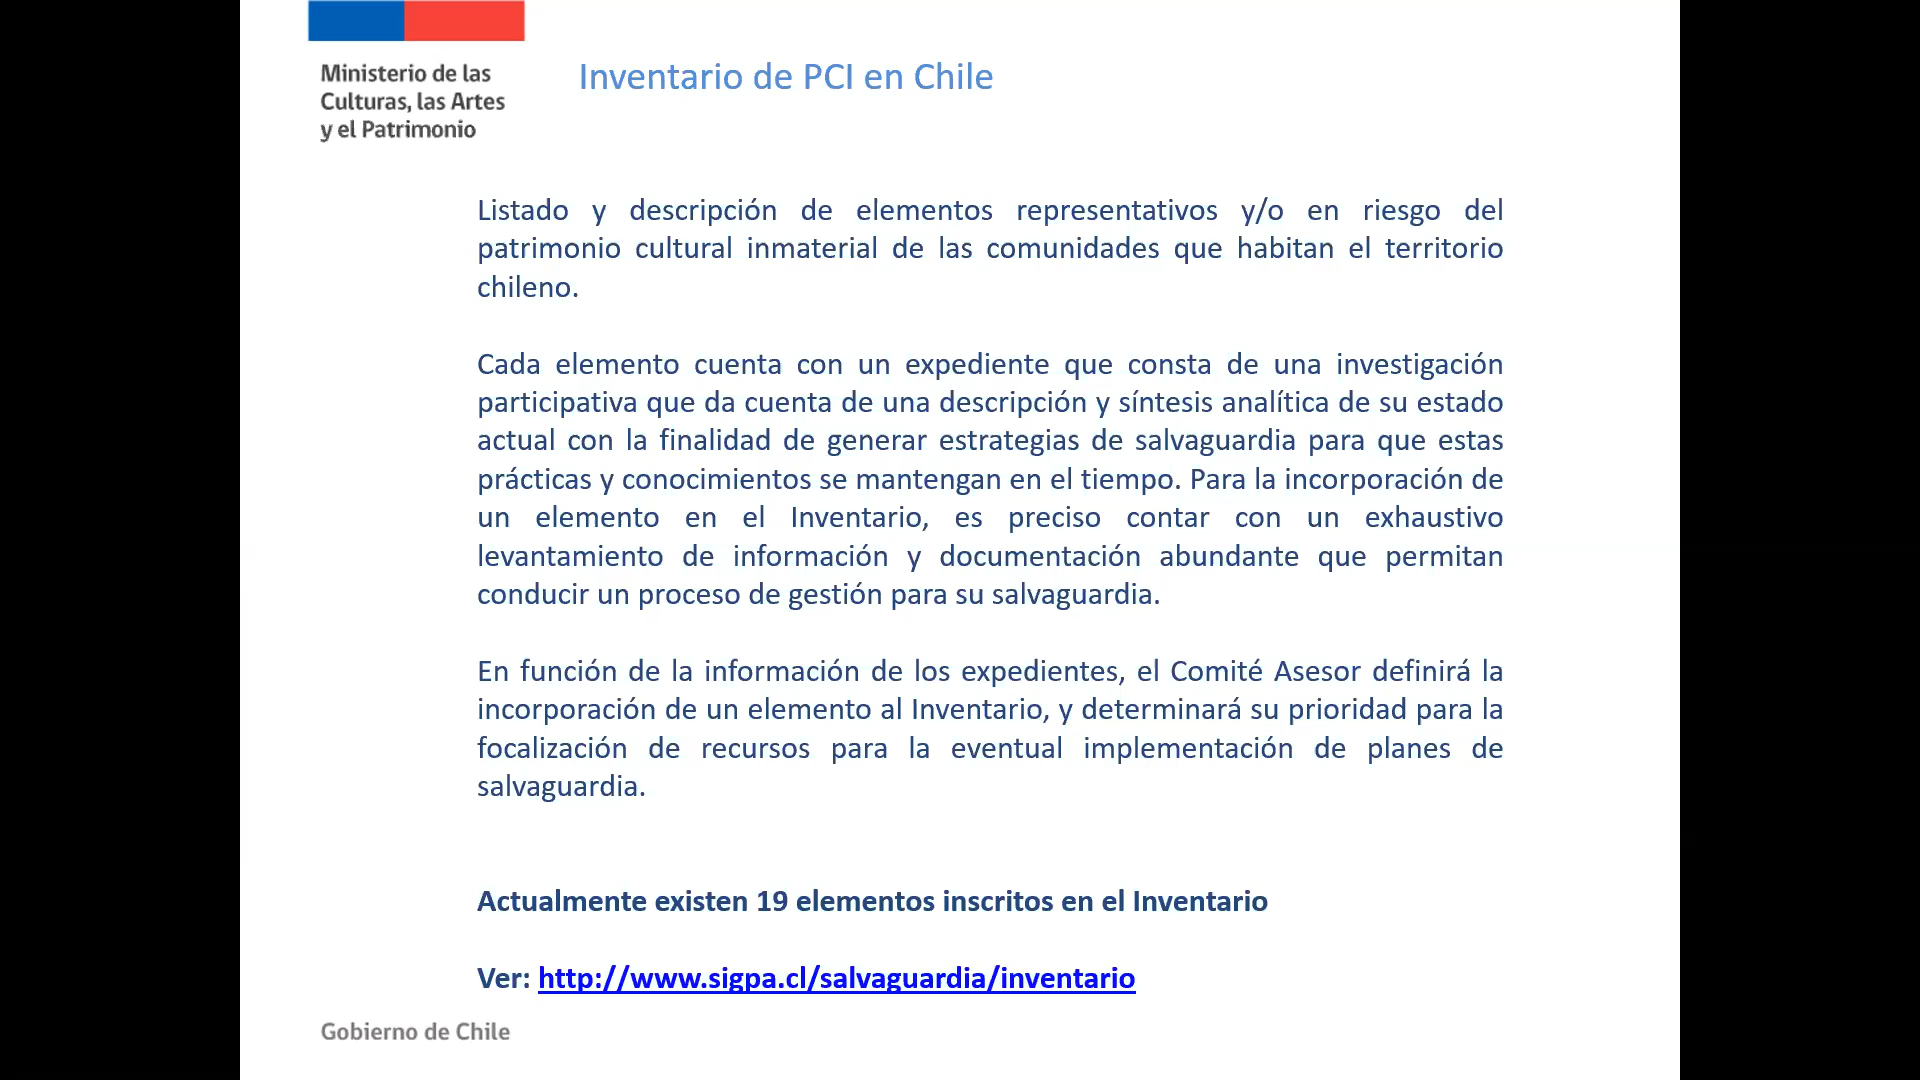 Ministerio de las
Culturas, las Artes
y el Patrimonio
Inventario de PCI en Chile
Listado y descripción de elementos representativos y/o en riesgo del
patrimonio cultural inmaterial de las comunidades que habitan el territorio
chileno.
Cada elemento cuenta con un expediente que consta de una investigación
participativa que da cuenta de una descripción y síntesis analítica de su estado
actual con la finalidad de generar estrategias de salvaguardia para que estas
prácticas y conocimientos se mantengan en el tiempo. Para la incorporación de
un elemento en el Inventario, es preciso contar con un exhaustivo
levantamiento de información y documentación abundante que permitan
conducir un proceso de gestión para su salvaguardia.
En función de la información de los expedientes, el Comité Asesor definirá la
incorporación de un elemento al Inventario, y determinará su prioridad para la
focalización de recursos para la eventual implementación de planes de
salvaguardia.
Actualmente existen 19 elementos inscritos en el Inventario
Ver: http://www.sigpa.cl/salvaguardia/inventario
Gobierno de Chile